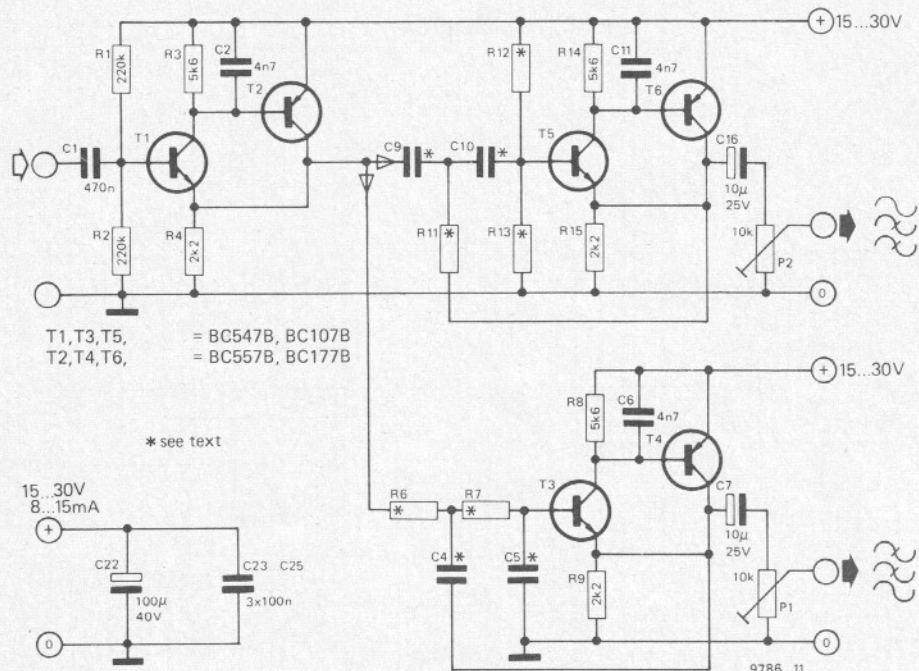 15...30V
R1
220k
R3
5k6
C2
4n7
T2
C1
470n
T1
R2
220k
R4
2k2
C9
*
C10
*
R12
*
R14
5k6
C11
4n7
T6
T5
C16
10µ
25V
R11
*
R13
*
R15
2k2
10k
P2
0
T1,T3,T5, = BC547B, BC107B
T2,T4,T6, = BC557B, BC177B
* see text
15...30V
8...15mA
C22
100µ
40V
C23...C25
3x100n
0
15...30V
R8
5k6
C6
4n7
T4
R6
*
R7
*
T3
C7
10µ
25V
C4
*
C5
*
R9
2k2
10k
P1
0
9786 11